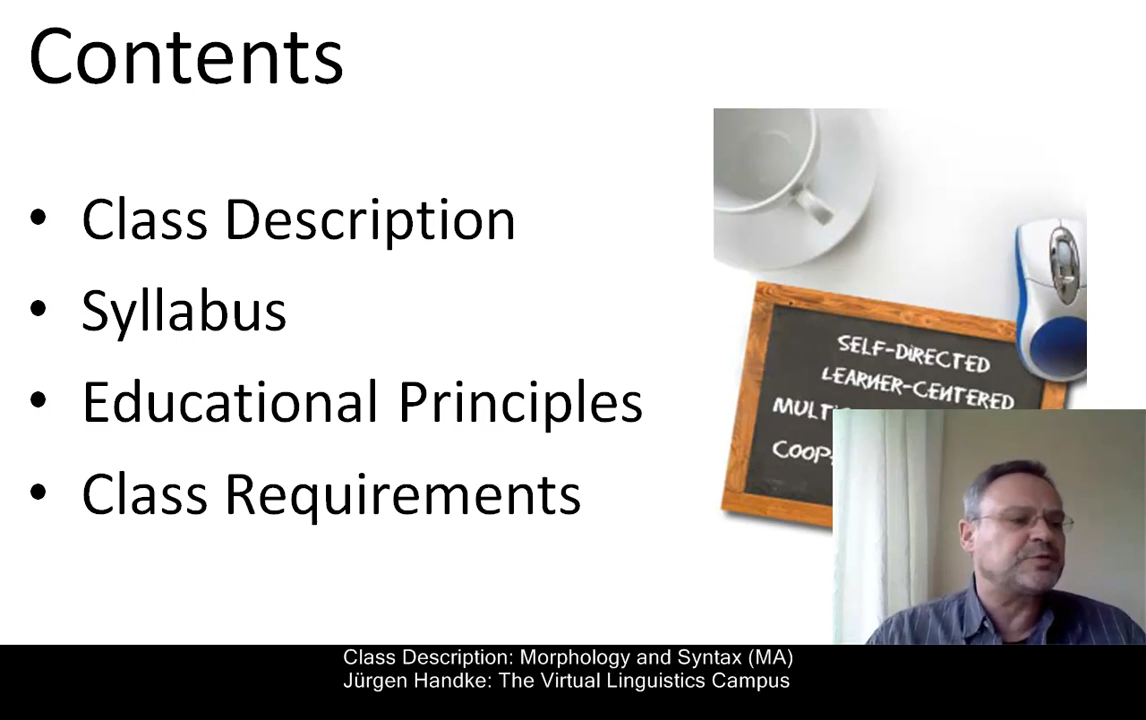 Contents
• Class Description
• Syllabus
• Educational Principles
• Class Requirements
SELF-DIRECTED
LEARNER-CENTERED
Class Description: Morphology and Syntax (MA)
Jürgen Handke: The Virtual Linguistics Campus